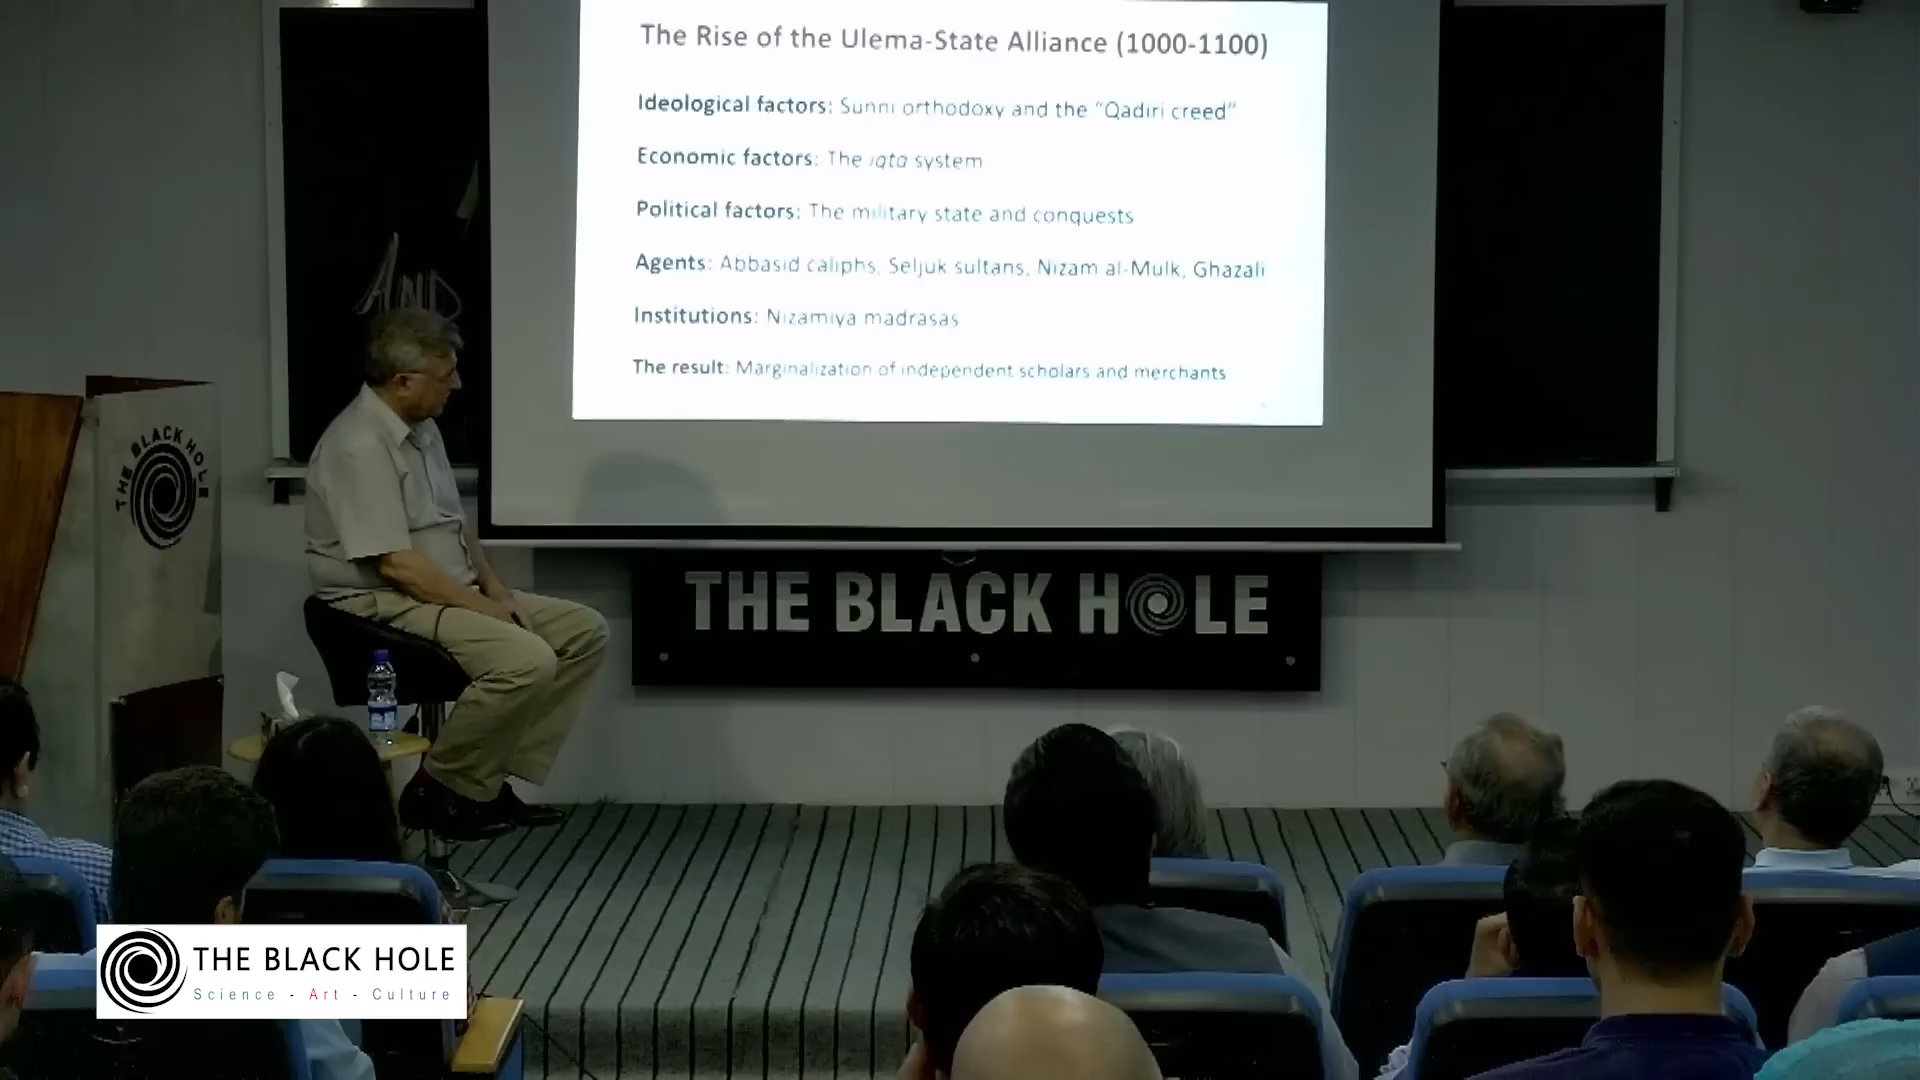 The Rise of the Ulema-State Alliance (1000-1100)
Ideological factors: Sunni orthodoxy and the “Qadiri creed”
Economic factors: The iqta system
Political factors: The military state and conquests
Agents: Abbasid caliphs, Seljuk sultans, Nizam al-Mulk, Ghazali
Institutions: Nizamiya madrasas
The result: Marginalization of independent scholars and merchants
AND
THE BLACK HOLE
THE BLACK HOLE
THE BLACK HOLE
Science - Art - Culture